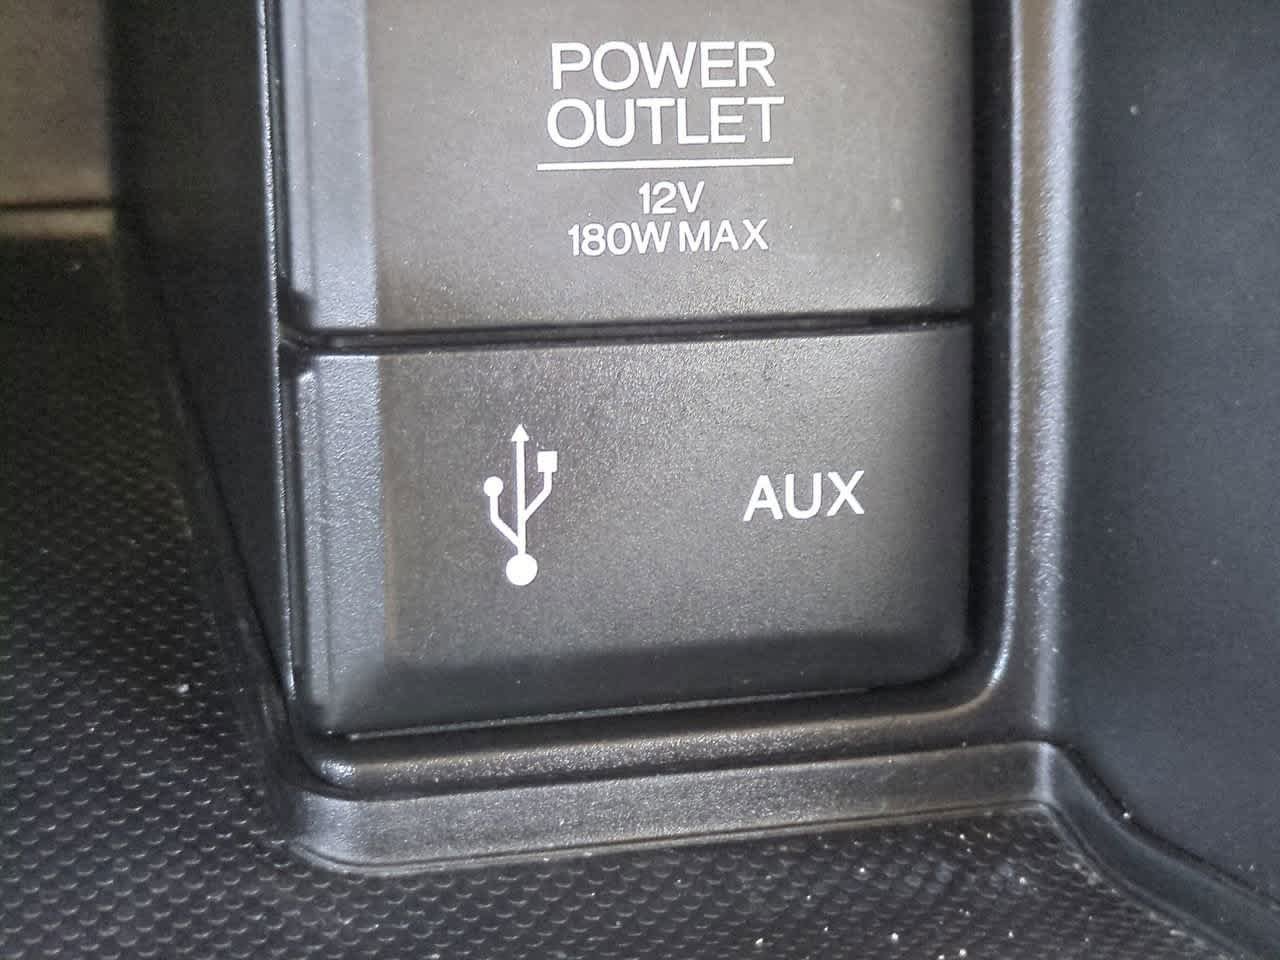 POWER
OUTLET
12V
180W MAX
AUX